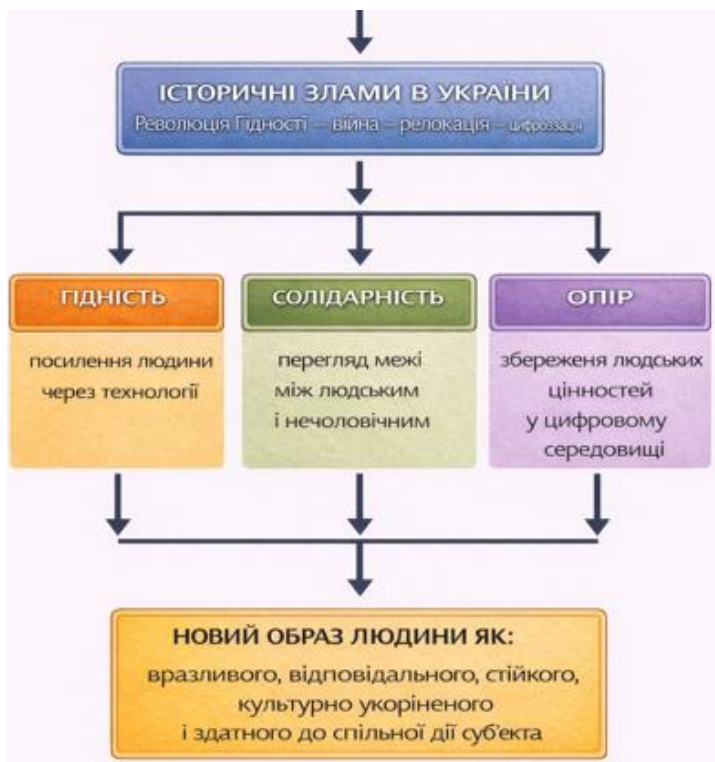 ІСТОРИЧНІ ЗЛАМИ В УКРАЇНИ
Революція Гідності – війна – релокація –
ГІДНІСТЬ
посилення людини
через технології
СОЛІДАРНІСТЬ
перегляд межі
між людським
і нечоловічним
ОПІР
збереженя людських
цінностей
у цифровому
середовищі
НОВИЙ ОБРАЗ ЛЮДИНИ ЯК:
вразливого, відповідального, стійкого,
культурно укоріненого
і здатного до спільної дії суб'єкта